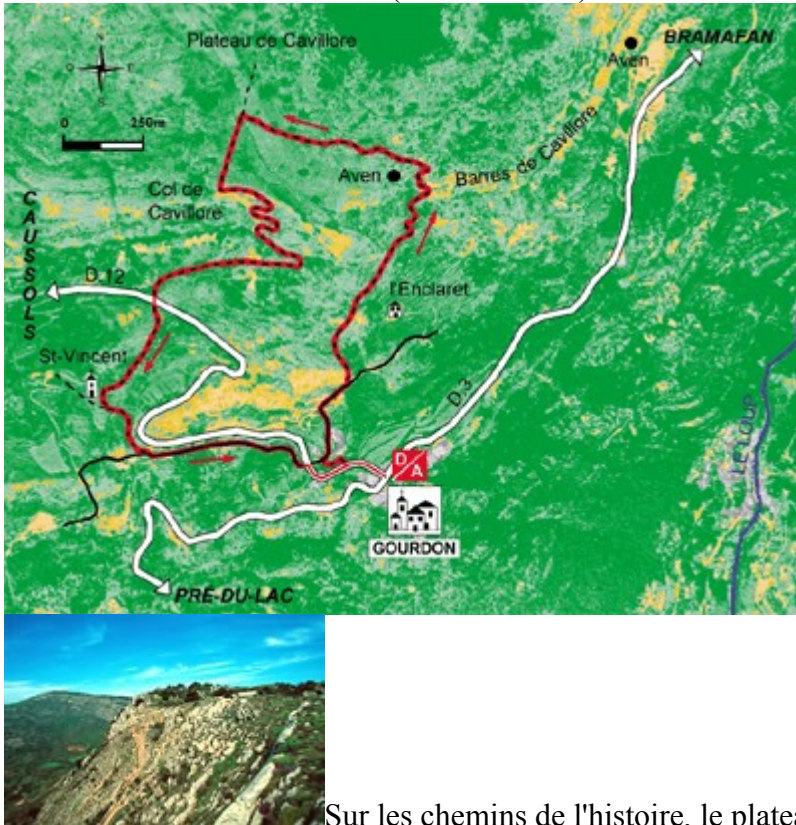 Plateau de Cavillore
BRAMAFAN
Aven
N
O
E
S
0 250m
Aven
Barres de Cavillore
Col de
Cavillore
CAUSSOLS
D.12
l'Enclaret
St-Vincent
D.3
LE LOUP
D/A
GOURDON
PRÉ-DU-LAC
Sur les chemins de l'histoire, le plate